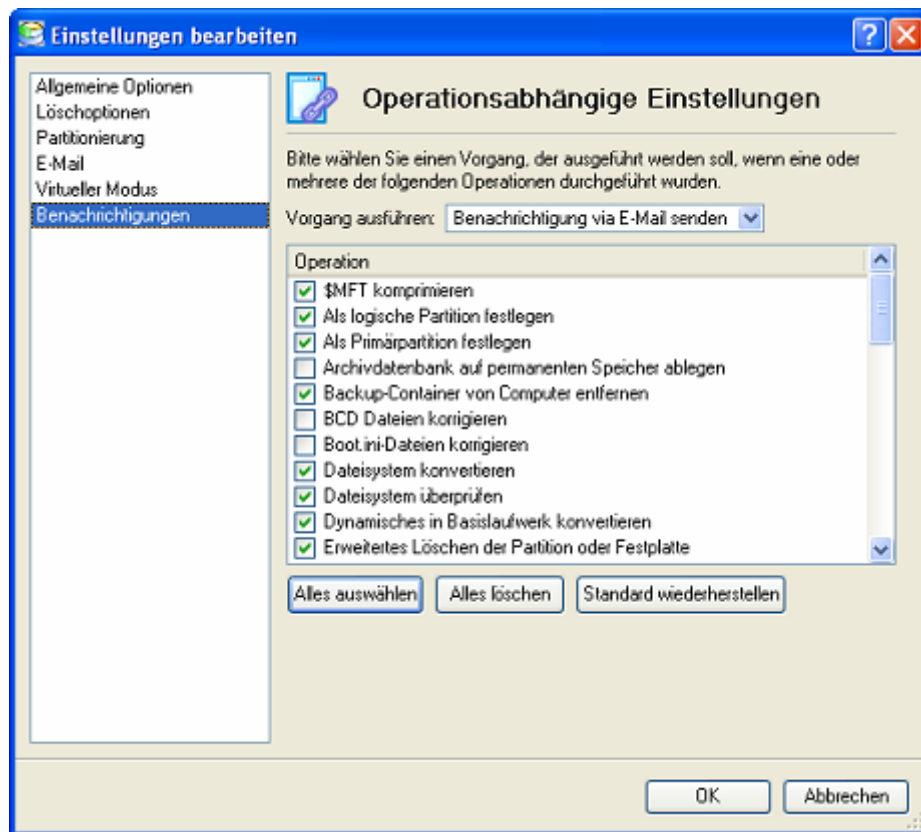 Einstellungen bearbeiten
Allgemeine Optionen
Löschoptionen
Partitionierung
E-Mail
Virtueller Modus
Benachrichtigungen
Operationsabhängige Einstellungen
Bitte wählen Sie einen Vorgang, der ausgeführt werden soll, wenn eine oder
mehrere der folgenden Operationen durchgeführt wurden.
Vorgang ausführen: Benachrichtigung via E-Mail senden
Operation
$MFT komprimieren
Als logische Partition festlegen
Als Primärpartition festlegen
Archivdatenbank auf permanenten Speicher ablegen
Backup-Container von Computer entfernen
BCD Dateien korrigieren
Boot.ini-Dateien korrigieren
Dateisystem konvertieren
Dateisystem überprüfen
Dynamisches in Basislaufwerk konvertieren
Erweitertes Löschen der Partition oder Festplatte
Alles auswählen Alles löschen Standard wiederherstellen
OK Abbrechen